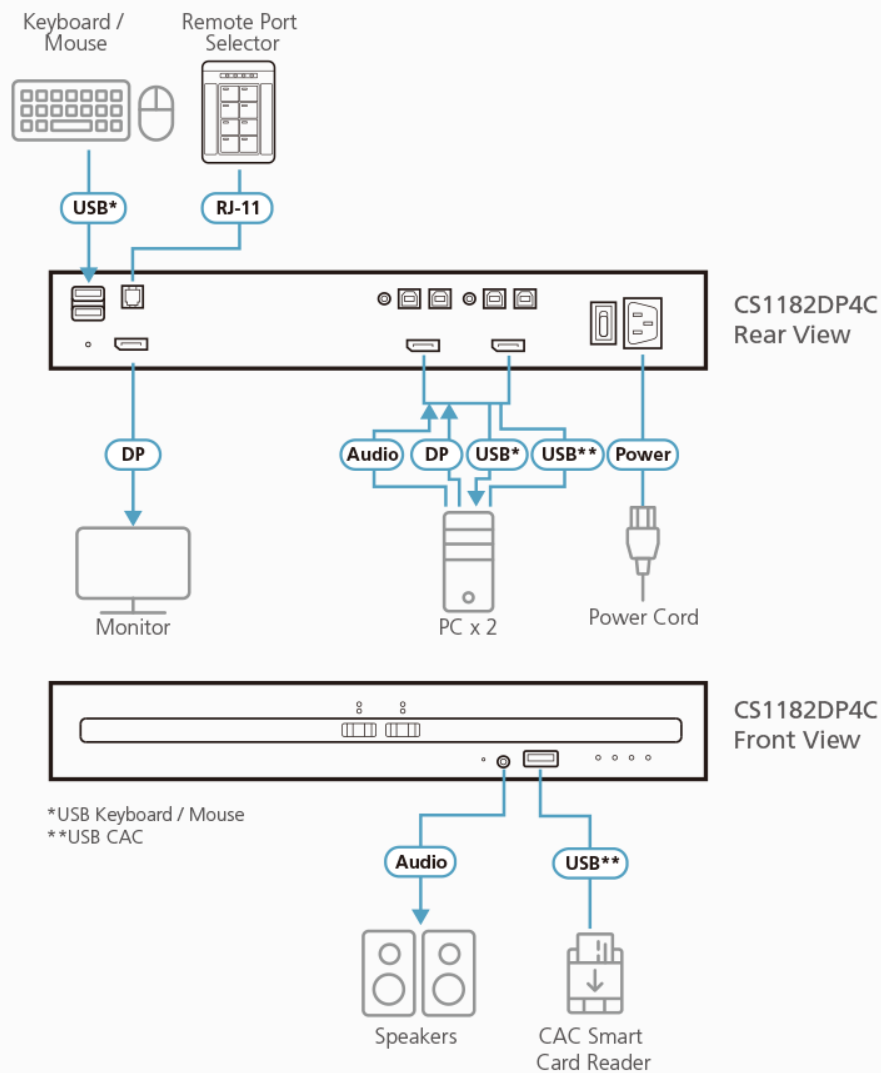 Keyboard /
Mouse
Remote Port
Selector
USB*
RJ-11
CS1182DP4C
Rear View
DP
Audio
DP
USB*
USB**
Power
Monitor
PC x 2
Power Cord
CS1182DP4C
Front View
*USB Keyboard / Mouse
**USB CAC
Audio
USB**
Speakers
CAC Smart
Card Reader